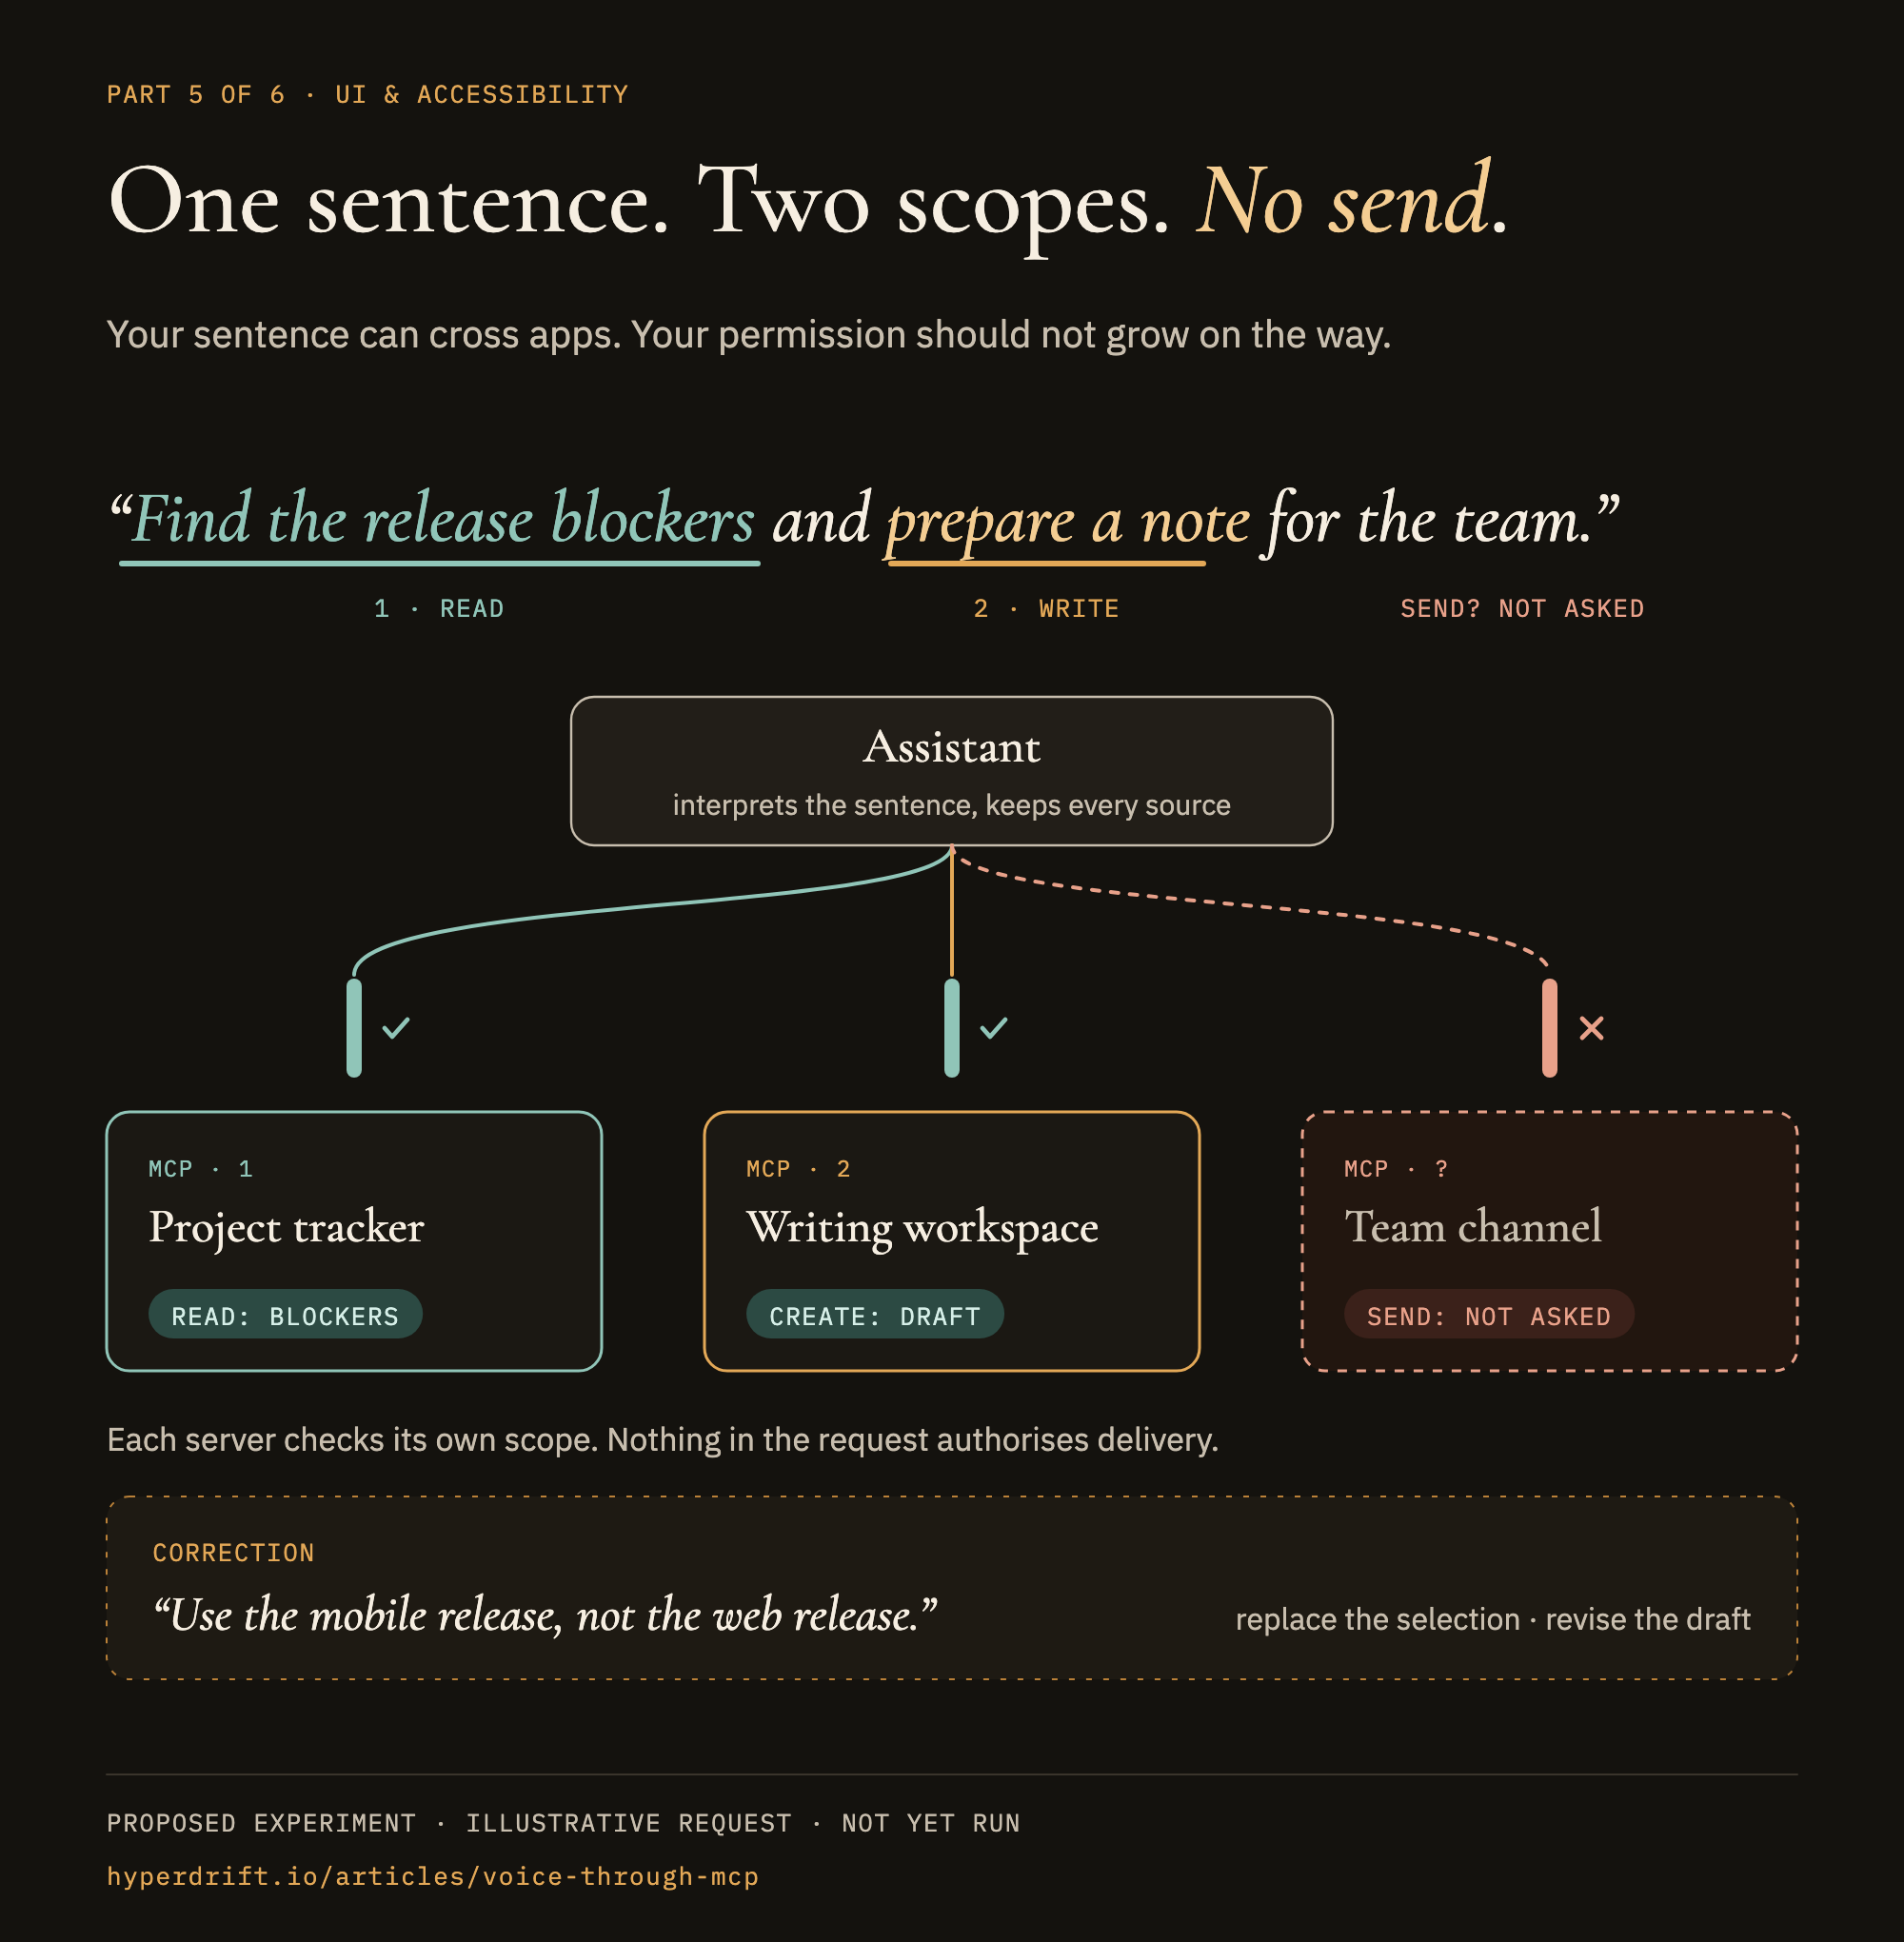 PART 5 OF 6 · UI & ACCESSIBILITY
One sentence. Two scopes. No send.
Your sentence can cross apps. Your permission should not grow on the way.
“Find the release blockers and prepare a note for the team.”
1 · READ
2 · WRITE
SEND? NOT ASKED
Assistant
interprets the sentence, keeps every source
MCP · 1
Project tracker
READ: BLOCKERS
MCP · 2
Writing workspace
CREATE: DRAFT
MCP · ?
Team channel
SEND: NOT ASKED
Each server checks its own scope. Nothing in the request authorises delivery.
CORRECTION
“Use the mobile release, not the web release.”
replace the selection · revise the draft
PROPOSED EXPERIMENT · ILLUSTRATIVE REQUEST · NOT YET RUN
hyperdrift.io/articles/voice-through-mcp